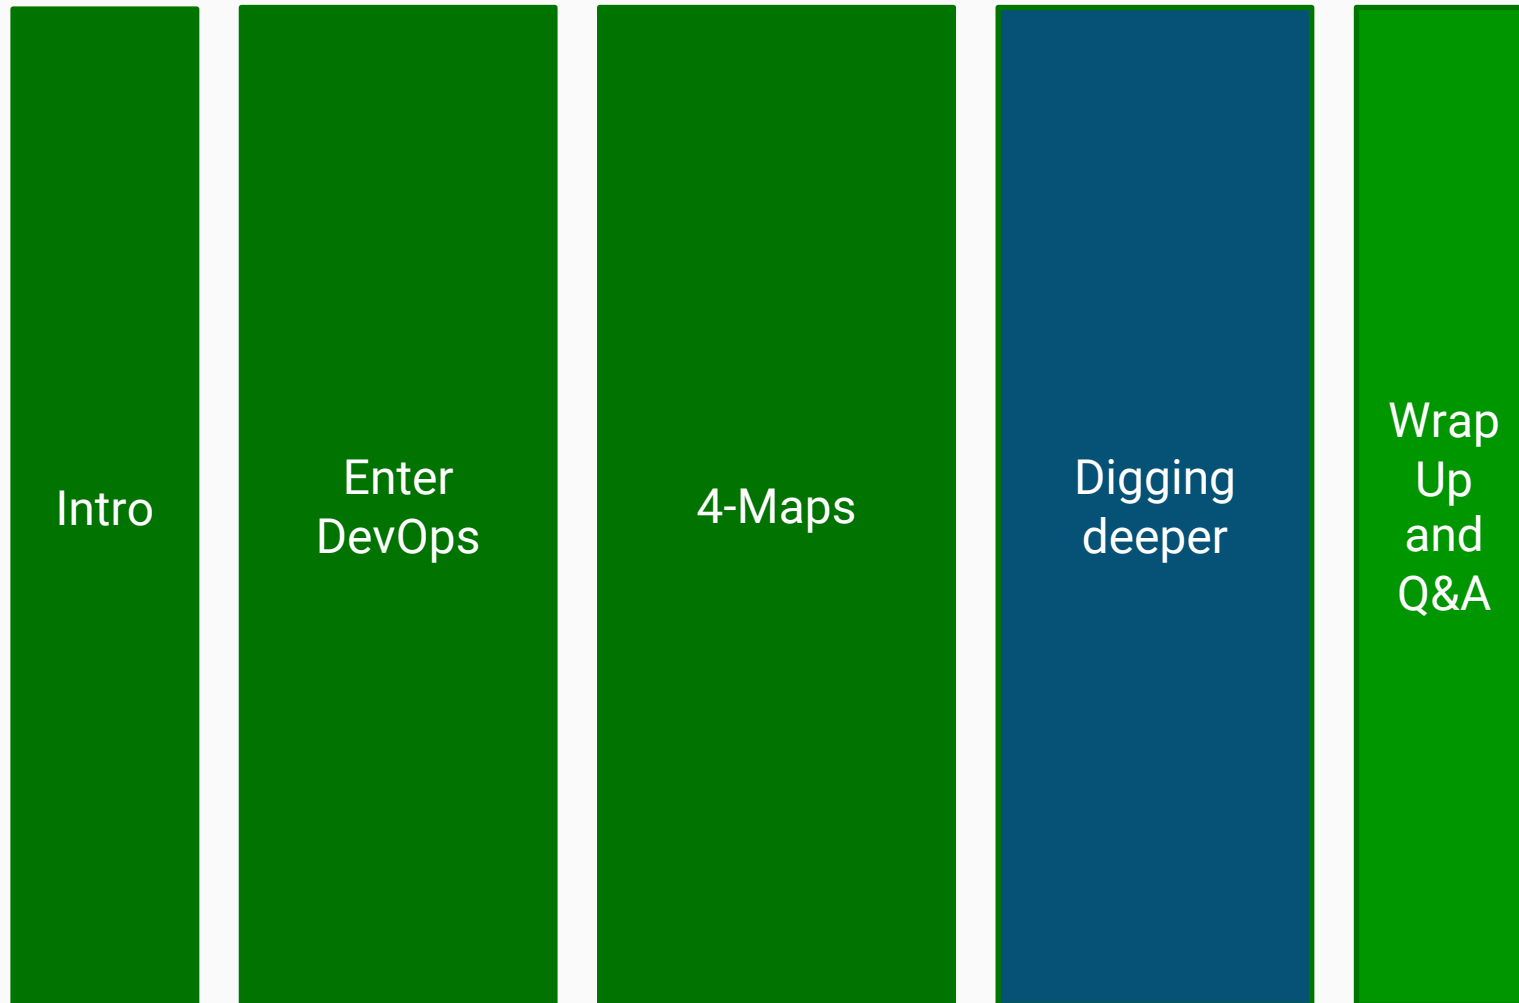 Intro
Enter
DevOps
4-Maps
Digging
deeper
Wrap
Up
and
Q&A